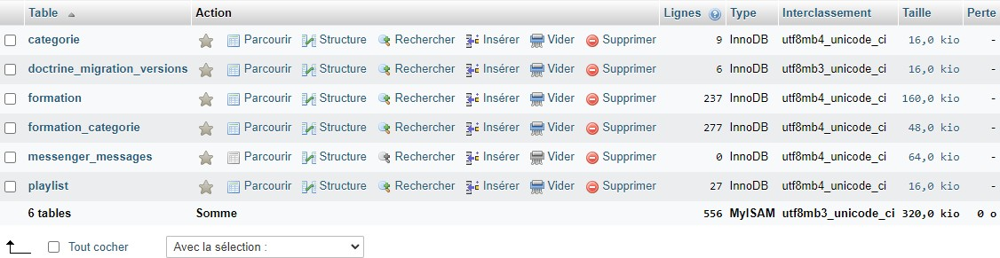 Table Action Lignes Type Interclassement Taille Perte
categorie Parcourir Structure Rechercher Insérer Vider Supprimer 9 InnoDB utf8mb4_unicode_ci 16,0 kio -
doctrine_migration_versions Parcourir Structure Rechercher Insérer Vider Supprimer 6 InnoDB utf8mb3_unicode_ci 16,0 kio -
formation Parcourir Structure Rechercher Insérer Vider Supprimer 237 InnoDB utf8mb4_unicode_ci 160,0 kio -
formation_categorie Parcourir Structure Rechercher Insérer Vider Supprimer 277 InnoDB utf8mb4_unicode_ci 48,0 kio -
messenger_messages Parcourir Structure Rechercher Insérer Vider Supprimer 0 InnoDB utf8mb4_unicode_ci 64,0 kio -
playlist Parcourir Structure Rechercher Insérer Vider Supprimer 27 InnoDB utf8mb4_unicode_ci 16,0 kio -
6 tables Somme 556 MyISAM utf8mb3_unicode_ci 320,0 kio 0 o
Tout cocher Avec la sélection :